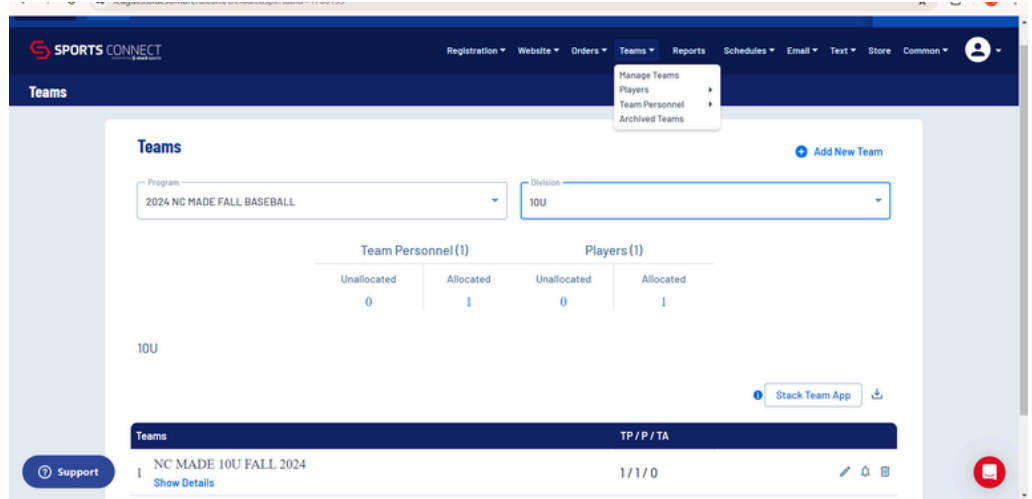 SPORTS CONNECT
Registration
Website
Orders
Teams
Reports
Schedules
Email
Text
Store
Common
Teams
Manage Teams
Players
Team Personnel
Archived Teams
Teams
Add New Team
Program
2024 NC MADE FALL BASEBALL
Division
10U
Team Personnel (1)
Players (1)
Unallocated
Allocated
Unallocated
Allocated
0
1
0
1
10U
Stack Team App
Teams
TP / P / TA
1
NC MADE 10U FALL 2024
1 / 1 / 0
Show Details
Support